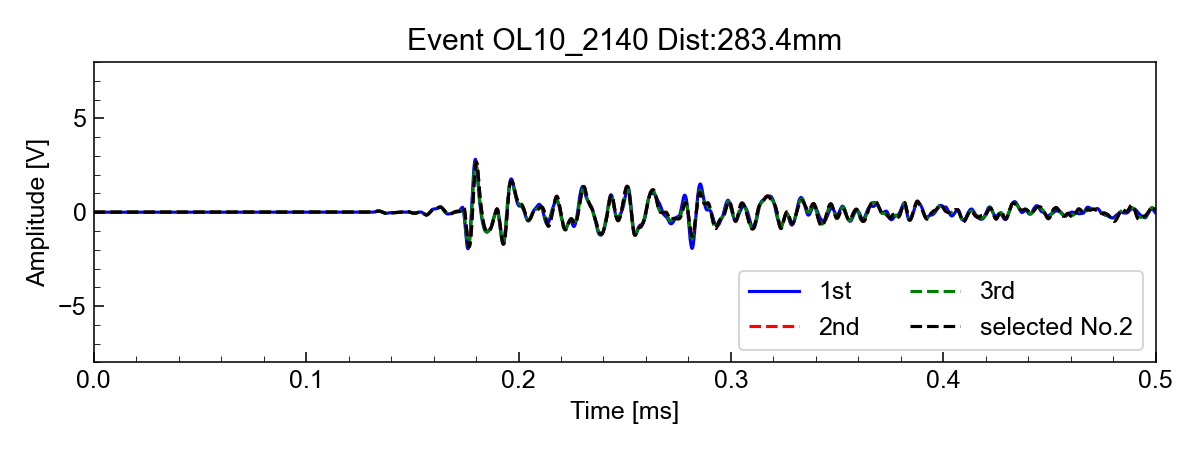 Event OL10_2140 Dist:283.4mm
Amplitude [V]
5
0
−5
1st
2nd
3rd
selected No.2
0.0 0.1 0.2 0.3 0.4 0.5
Time [ms]